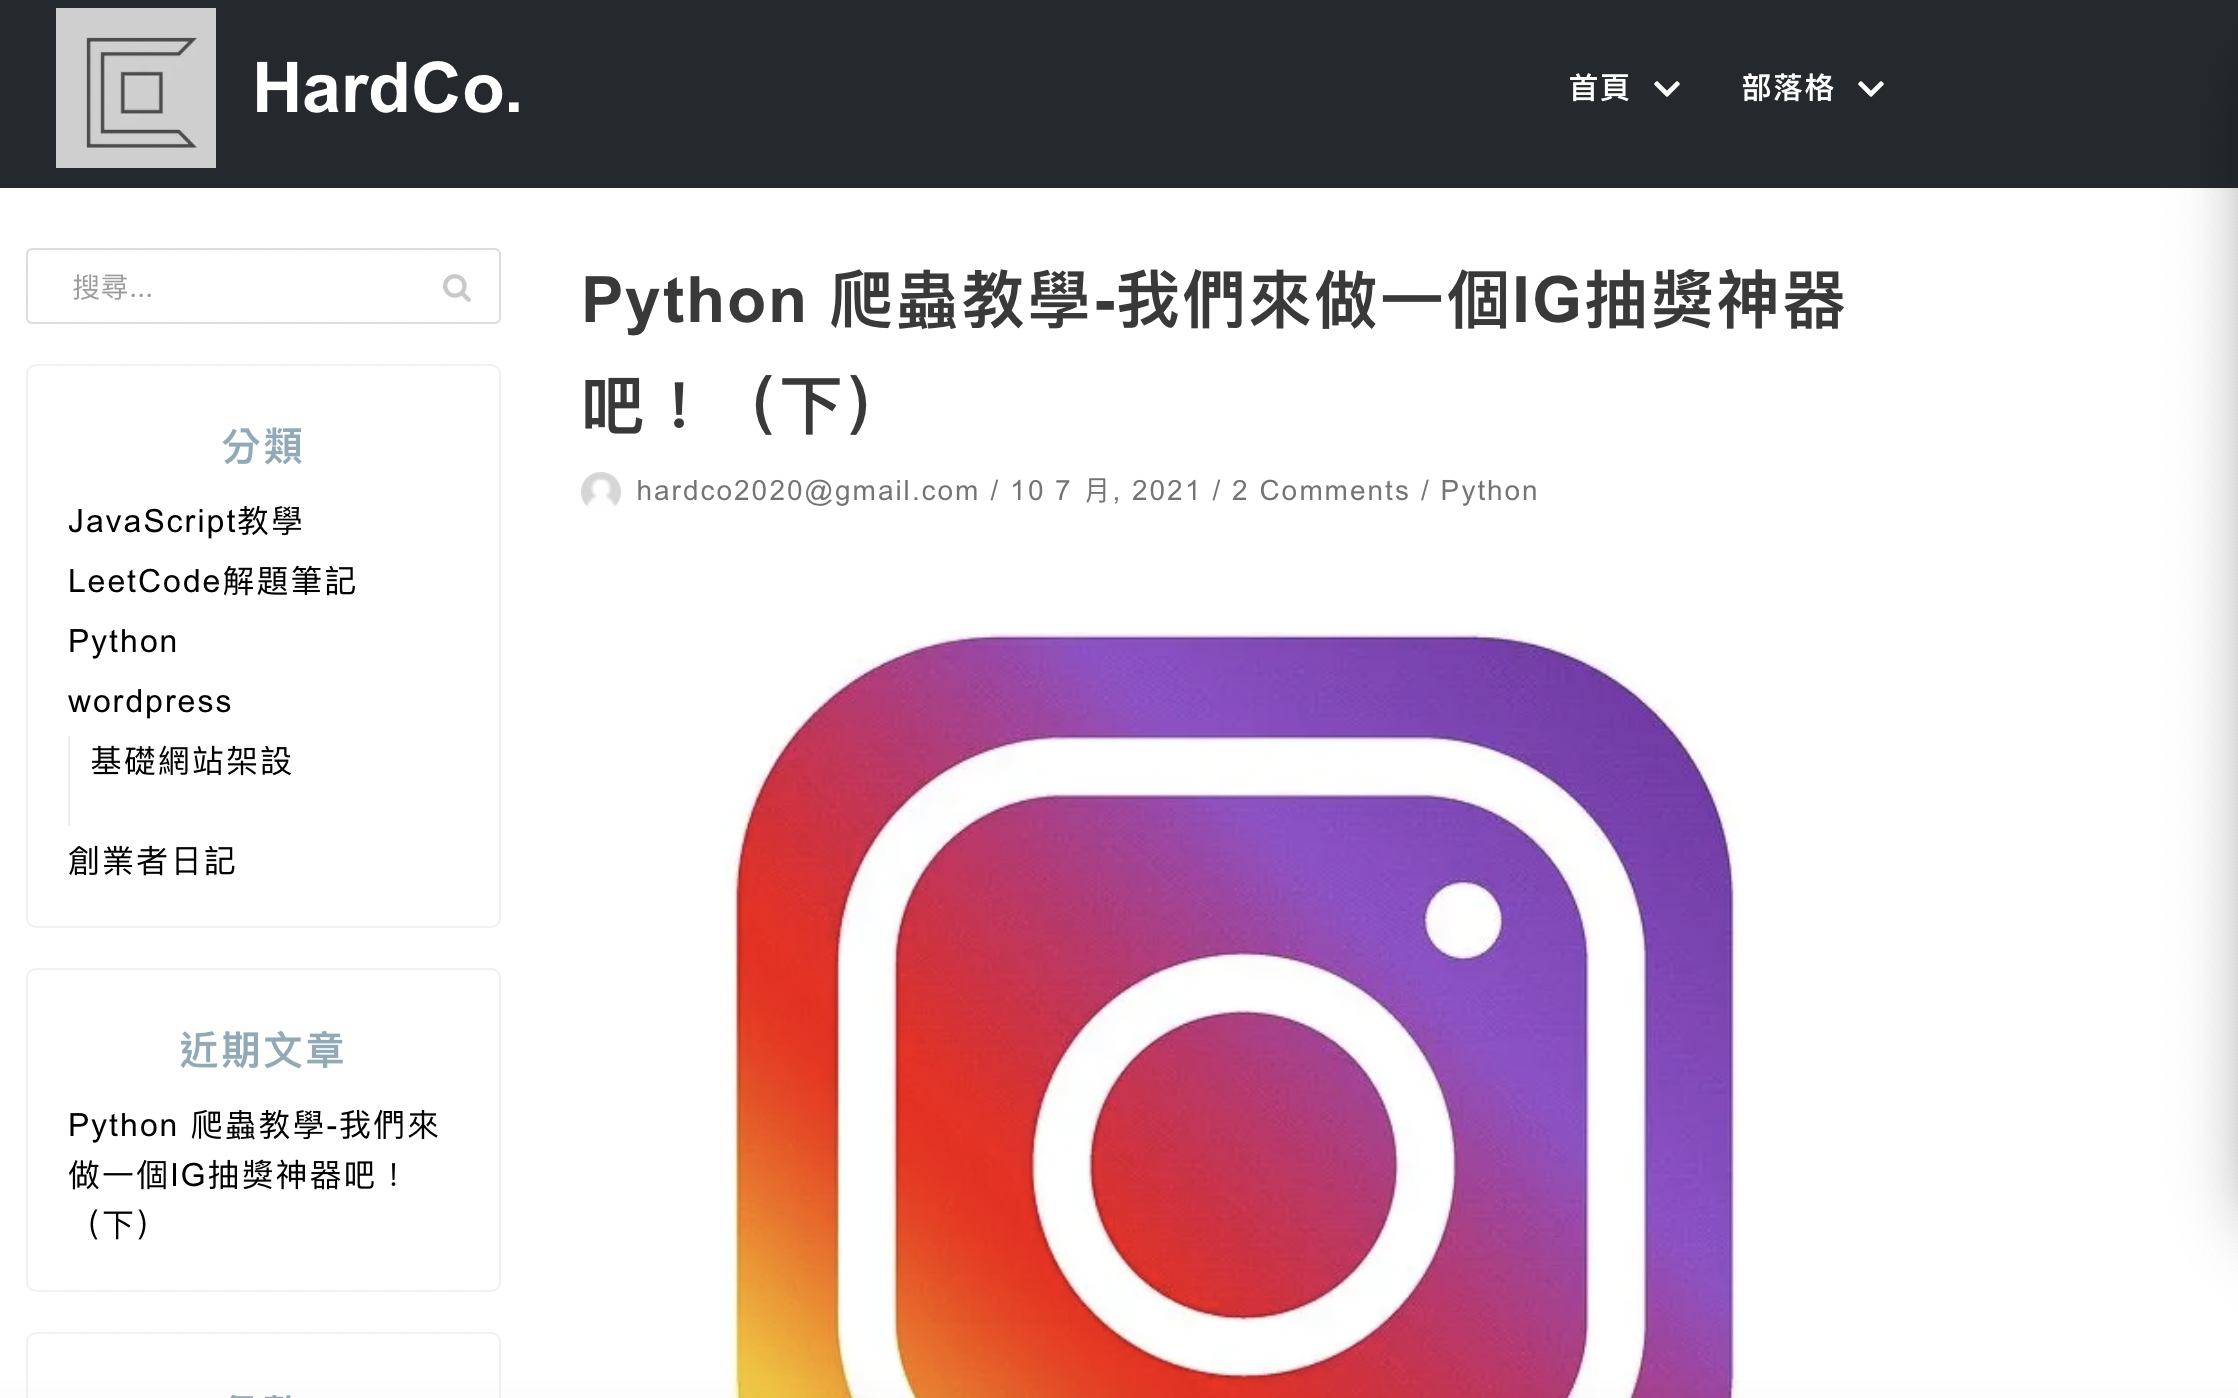 HardCo.
首頁
部落格
搜尋...
分類
JavaScript教學
LeetCode解題筆記
Python
wordpress
基礎網站架設
創業者日記
近期文章
Python 爬蟲教學-我們來
做一個IG抽獎神器吧！
（下）
Python 爬蟲教學-我們來做一個IG抽獎神器
吧！（下）
hardco2020@gmail.com / 10 7 月, 2021 / 2 Comments / Python